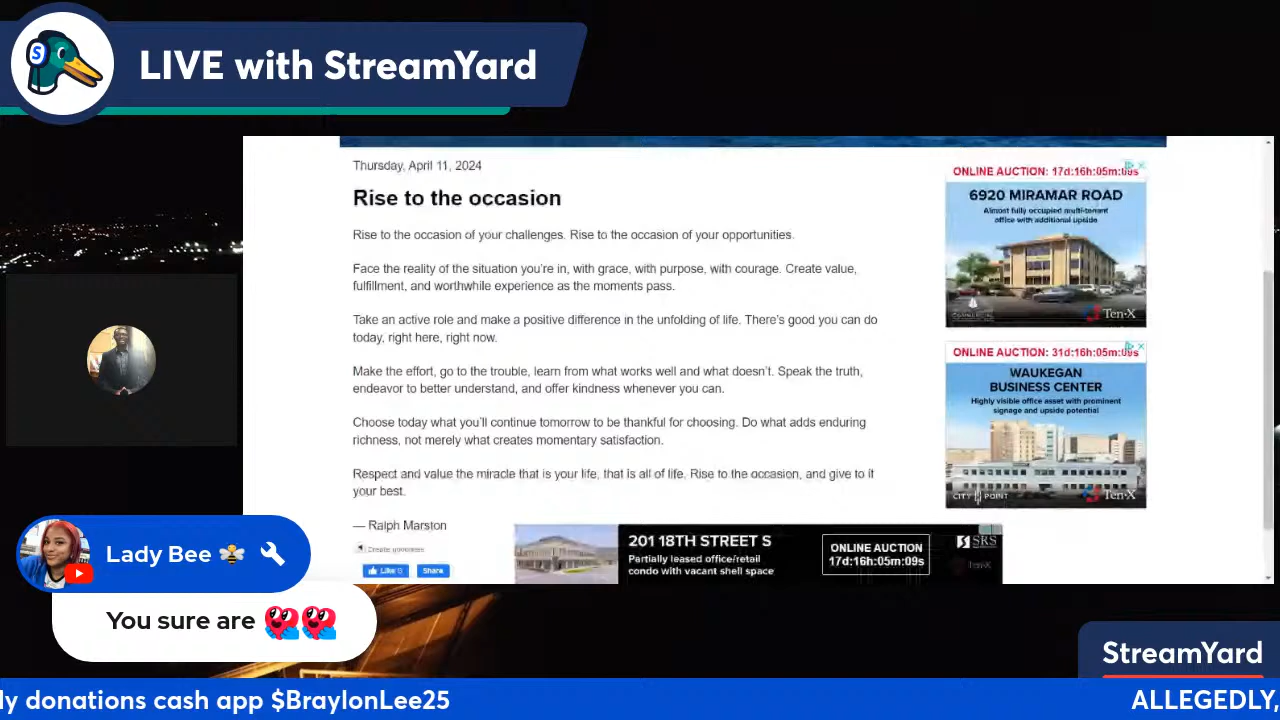 S
LIVE with StreamYard
Thursday, April 11, 2024
Rise to the occasion
Rise to the occasion of your challenges. Rise to the occasion of your opportunities.
Face the reality of the situation you're in, with grace, with purpose, with courage. Create value,
fulfillment, and worthwhile experience as the moments pass.
Take an active role and make a positive difference in the unfolding of life. There's good you can do
today, right here, right now.
Make the effort, go to the trouble, learn from what works well and what doesn't. Speak the truth,
endeavor to better understand, and offer kindness whenever you can.
Choose today what you'll continue tomorrow to be thankful for choosing. Do what adds enduring
richness, not merely what creates momentary satisfaction.
Respect and value the miracle that is your life, that is all of life. Rise to the occasion, and give to it
your best.
— Ralph Marston
Like 0
Share
ONLINE AUCTION: 17d:16h:05m:09s
6920 MIRAMAR ROAD
Almost fully occupied multi-tenant
office with additional upside
Ten-X
ONLINE AUCTION: 31d:16h:05m:09s
WAUKEGAN
BUSINESS CENTER
Highly visible office asset with prominent
signage and upside potential
CITY POINT
Ten-X
201 18TH STREET S
Partially leased office/retail
condo with vacant shell space
ONLINE AUCTION
17d:16h:05m:09s
SRS
Ten-X
Lady Bee
You sure are
StreamYard
ly donations cash app $BraylonLee25
ALLEGEDLY,